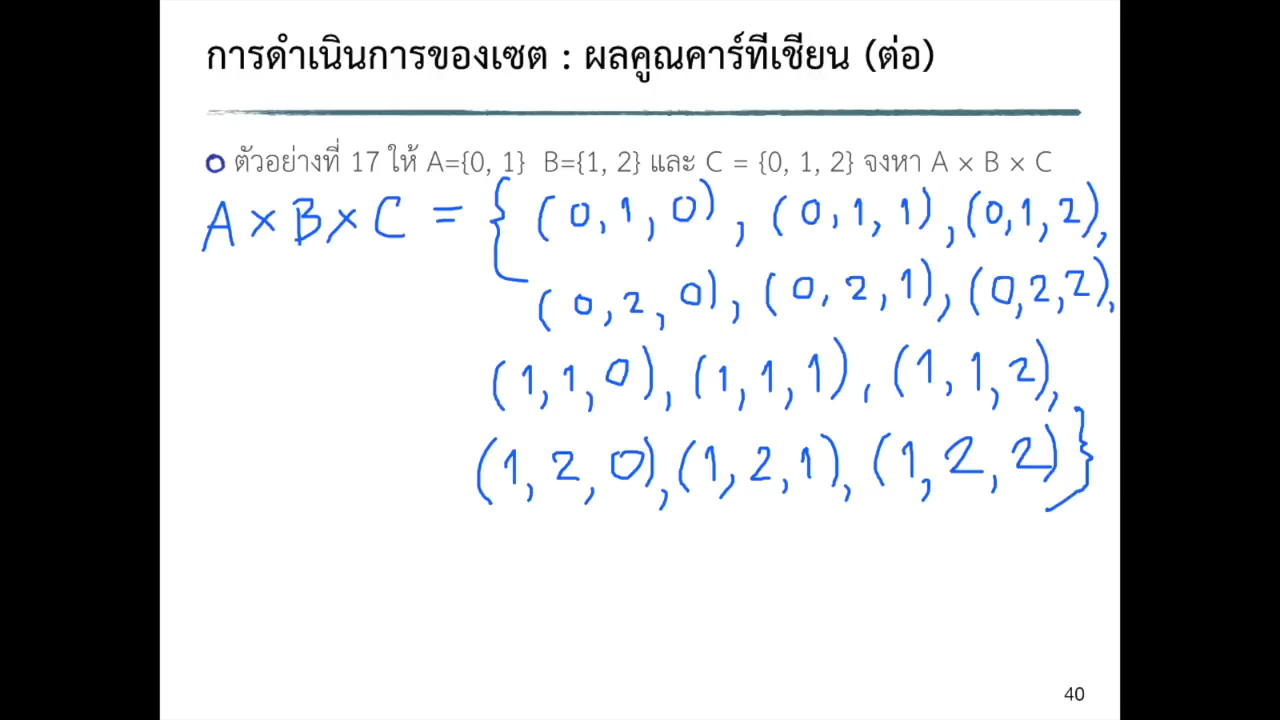 การดำเนินการของเซต : ผลคูณคาร์ทีเซียน (ต่อ)
ตัวอย่างที่ 17 ให้ A={0, 1} B={1, 2} และ C = {0, 1, 2} จงหา A × B × C
A × B × C = { (0, 1, 0), (0, 1, 1), (0, 1, 2),
(0, 2, 0), (0, 2, 1), (0, 2, 2),
(1, 1, 0), (1, 1, 1), (1, 1, 2),
(1, 2, 0), (1, 2, 1), (1, 2, 2) }
40